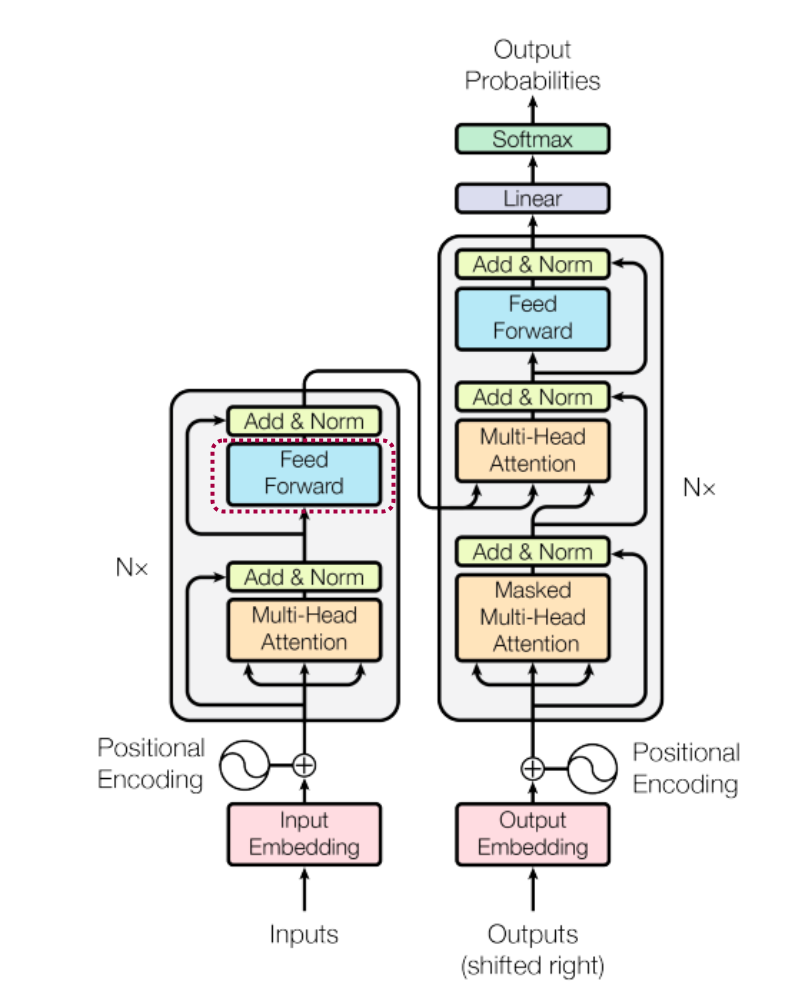 Output
Probabilities
Softmax
Linear
Add & Norm
Feed
Forward
Add & Norm
Multi-Head
Attention
Nx
Add & Norm
Masked
Multi-Head
Attention
Add & Norm
Feed
Forward
Nx
Add & Norm
Multi-Head
Attention
Positional
Encoding
Positional
Encoding
Input
Embedding
Output
Embedding
Inputs
Outputs
(shifted right)